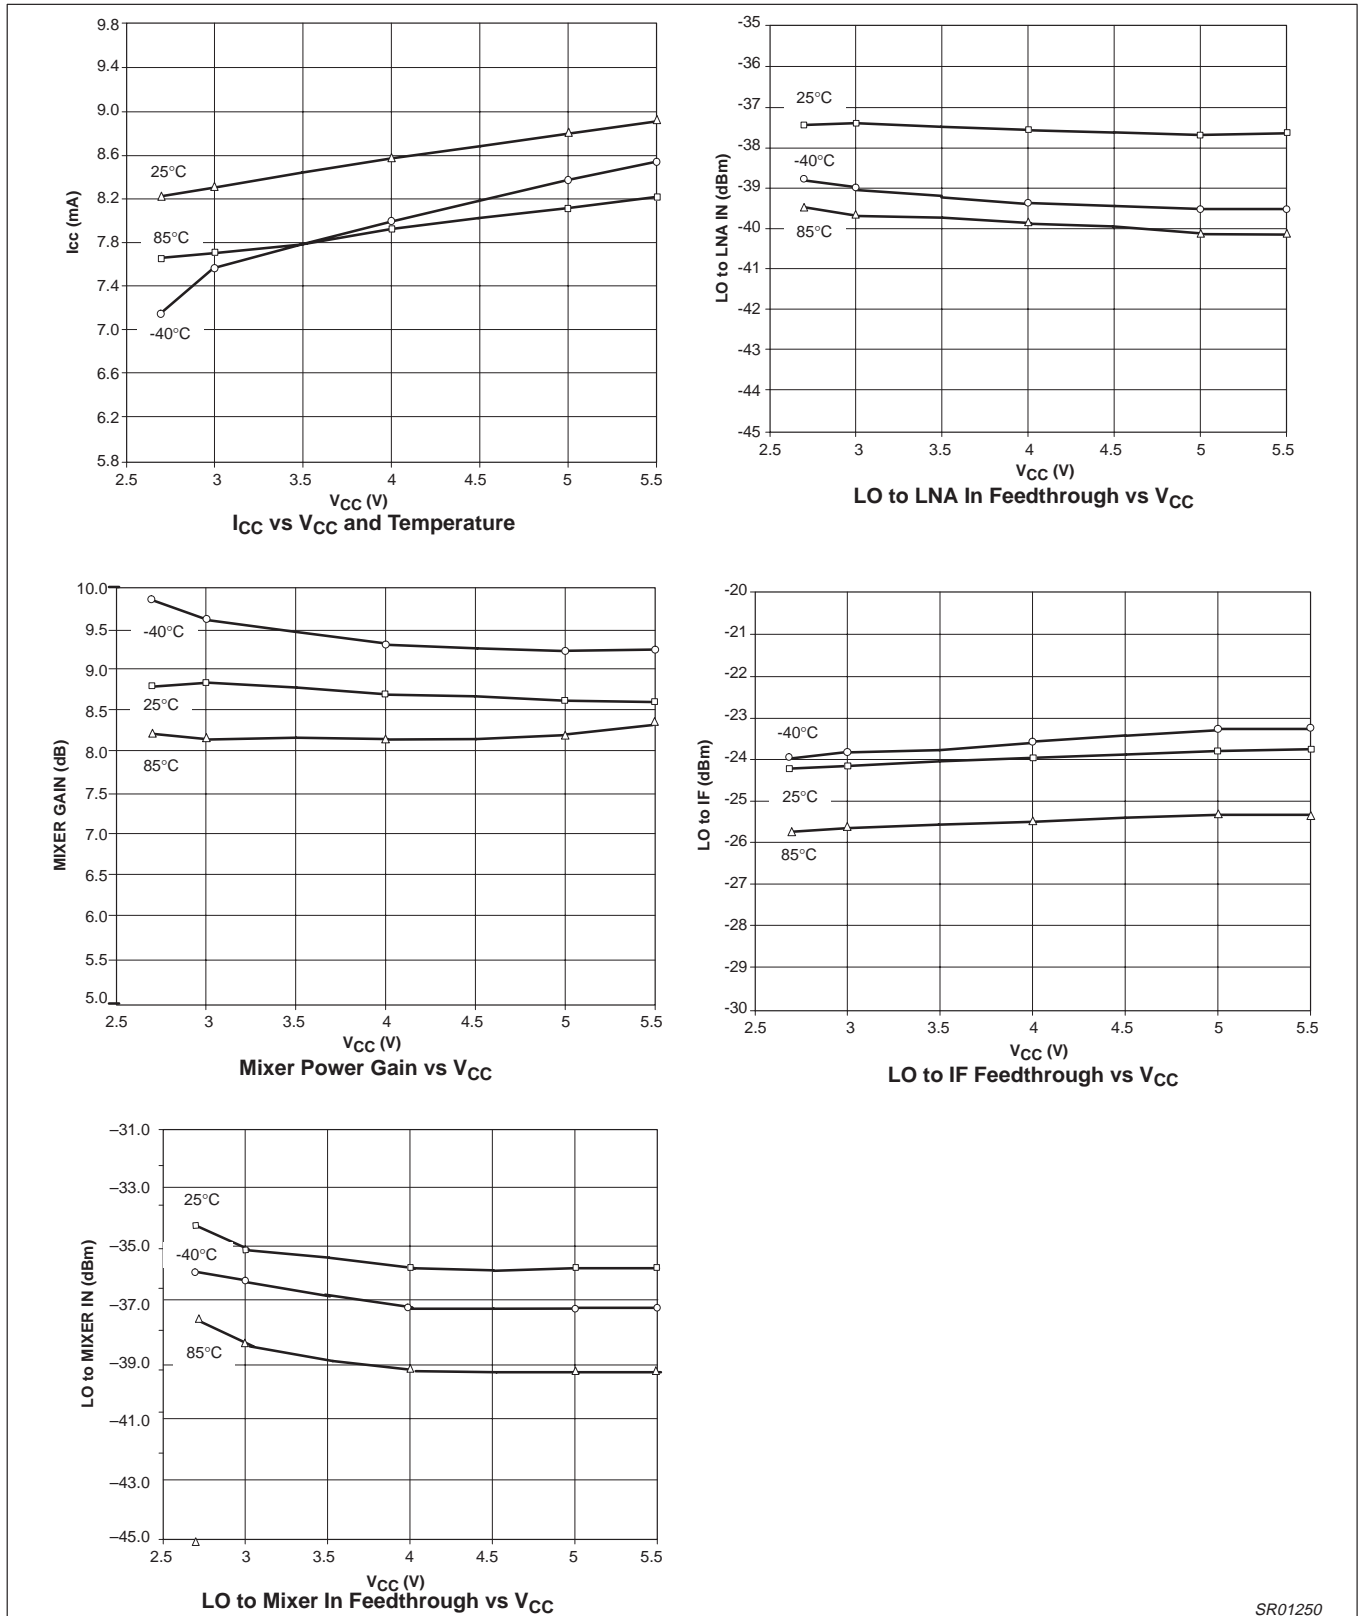 9.8
9.4
9.0
8.6
8.2
7.8
7.4
7.0
6.6
6.2
5.8
Icc (mA)
25°C
85°C
-40°C
2.5 3 3.5 4 5 5.5
VCC (V)
ICC vs VCC and Temperature
-35
-36
-37
-38
-39
-40
-41
-42
-43
-44
-45
LO to LNA IN (dBm)
25°C
-40°C
85°C
2.5 3 3.5 4 4.5 5 5.5
VCC (V)
LO to LNA In Feedthrough vs VCC
10.0
9.5
9.0
8.5
8.0
7.5
7.0
6.5
6.0
5.5
5.0
MIXER GAIN (dB)
-40°C
25°C
85°C
2.5 3 3.5 4 4.5 5 5.5
VCC (V)
Mixer Power Gain vs VCC
-20
-21
-22
-23
-24
-25
-26
-27
-28
-29
-30
LO to IF (dBm)
-40°C
25°C
85°C
2.5 3 3.5 4 4.5 5 5.5
VCC (V)
LO to IF Feedthrough vs VCC
–31.0
–33.0
–35.0
–37.0
–39.0
–41.0
–43.0
–45.0
LO to MIXER IN (dBm)
25°C
-40°C
85°C
2.5 3 3.5 4 4.5 5 5.5
VCC (V)
LO to Mixer In Feedthrough vs VCC
SR01250